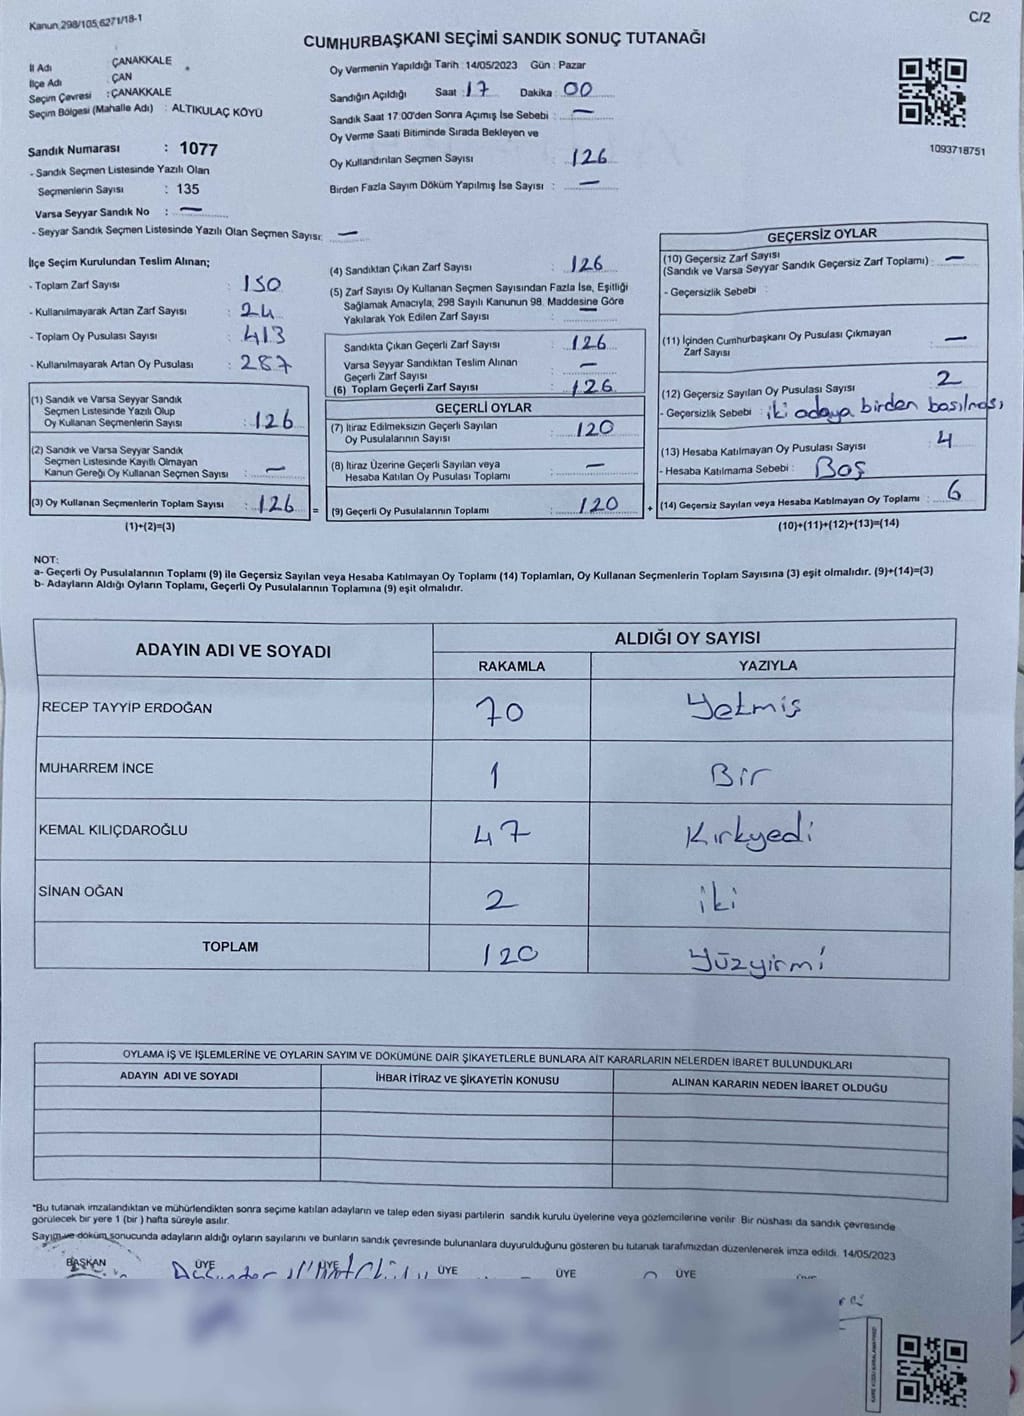 Kanun 298/105,6271/18-1
C/2
CUMHURBAŞKANI SEÇİMİ SANDIK SONUÇ TUTANAĞI
İl Adı : ÇANAKKALE
İlçe Adı : ÇAN
Seçim Çevresi : ÇANAKKALE
Seçim Bölgesi (Mahalle Adı) : ALTIKULAÇ KÖYÜ
Sandık Numarası : 1077
- Sandık Seçmen Listesinde Yazılı Olan
Seçmenlerin Sayısı : 135
Varsa Seyyar Sandık No : —
- Seyyar Sandık Seçmen Listesinde Yazılı Olan Seçmen Sayısı: —
Oy Vermenin Yapıldığı Tarih : 14/05/2023 Gün : Pazar
Sandığın Açıldığı Saat : 17 Dakika : 00
Sandık Saat 17:00'den Sonra Açımış İse Sebebi : —
Oy Verme Saati Bitiminde Sırada Bekleyen ve
Oy Kullandırılan Seçmen Sayısı : 126
Birden Fazla Sayım Döküm Yapılmış İse Sayısı : —
1093718751
İlçe Seçim Kurulundan Teslim Alınan;
- Toplam Zarf Sayısı : 150
- Kullanılmayarak Artan Zarf Sayısı : 24
- Toplam Oy Pusulası Sayısı : 413
- Kullanılmayarak Artan Oy Pusulası : 287
(1) Sandık ve Varsa Seyyar Sandık
Seçmen Listesinde Yazılı Olup
Oy Kullanan Seçmenlerin Sayısı : 126
(2) Sandık ve Varsa Seyyar Sandık
Seçmen Listesinde Kayıtlı Olmayan
Kanun Gereği Oy Kullanan Seçmen Sayısı : —
(3) Oy Kullanan Seçmenlerin Toplam Sayısı : 126 =
(1)+(2)=(3)
(4) Sandıktan Çıkan Zarf Sayısı : 126
(5) Zarf Sayısı Oy Kullanan Seçmen Sayısından Fazla İse, Eşitliği
Sağlamak Amacıyla, 298 Sayılı Kanunun 98. Maddesine Göre
Yakılarak Yok Edilen Zarf Sayısı : —
Sandıkta Çıkan Geçerli Zarf Sayısı : 126
Varsa Seyyar Sandıktan Teslim Alınan
Geçerli Zarf Sayısı : —
(6) Toplam Geçerli Zarf Sayısı : 126
GEÇERLİ OYLAR
(7) İtiraz Edilmeksizin Geçerli Sayılan
Oy Pusulalarının Sayısı : 120
(8) İtiraz Üzerine Geçerli Sayılan veya
Hesaba Katılan Oy Pusulası Toplamı : —
(9) Geçerli Oy Pusulalarının Toplamı : 120 +
GEÇERSİZ OYLAR
(10) Geçersiz Zarf Sayısı
(Sandık ve Varsa Seyyar Sandık Geçersiz Zarf Toplamı) : —
- Geçersizlik Sebebi :
(11) İçinden Cumhurbaşkanı Oy Pusulası Çıkmayan
Zarf Sayısı : —
(12) Geçersiz Sayılan Oy Pusulası Sayısı : 2
- Geçersizlik Sebebi : iki adaya birden basılması
(13) Hesaba Katılmayan Oy Pusulası Sayısı : 4
- Hesaba Katılmama Sebebi : Boş
(14) Geçersiz Sayılan veya Hesaba Katılmayan Oy Toplamı : 6
(10)+(11)+(12)+(13)=(14)
NOT:
a- Geçerli Oy Pusulalarının Toplamı (9) ile Geçersiz Sayılan veya Hesaba Katılmayan Oy Toplamı (14) Toplamları, Oy Kullanan Seçmenlerin Toplam Sayısına (3) eşit olmalıdır. (9)+(14)=(3)
b- Adayların Aldığı Oyların Toplamı, Geçerli Oy Pusulalarının Toplamına (9) eşit olmalıdır.
ADAYIN ADI VE SOYADI
ALDIĞI OY SAYISI
RAKAMLA YAZIYLA
RECEP TAYYİP ERDOĞAN 70 Yetmiş
MUHARREM İNCE 1 Bir
KEMAL KILIÇDAROĞLU 47 Kırkyedi
SİNAN OĞAN 2 iki
TOPLAM 120 Yüzyirmi
OYLAMA İŞ VE İŞLEMLERİNE VE OYLARIN SAYIM VE DÖKÜMÜNE DAİR ŞİKAYETLERLE BUNLARA AİT KARARLARIN NELERDEN İBARET BULUNDUKLARI
ADAYIN ADI VE SOYADI İHBAR İTİRAZ VE ŞİKAYETİN KONUSU ALINAN KARARIN NEDEN İBARET OLDUĞU
*Bu tutanak imzalandıktan ve mühürlendikten sonra seçime katılan adayların ve talep eden siyasi partilerin sandık kurulu üyelerine veya gözlemcilerine verilir. Bir nüshası da sandık çevresinde
görülecek bir yere 1 (bir ) hafta süreyle asılır.
Sayım ve döküm sonucunda adayların aldığı oyların sayılarını ve bunların sandık çevresinde bulunanlara duyurulduğunu gösteren bu tutanak tarafımızdan düzenlenerek imza edildi. 14/05/2023
BAŞKAN ÜYE ÜYE ÜYE ÜYE ÜYE